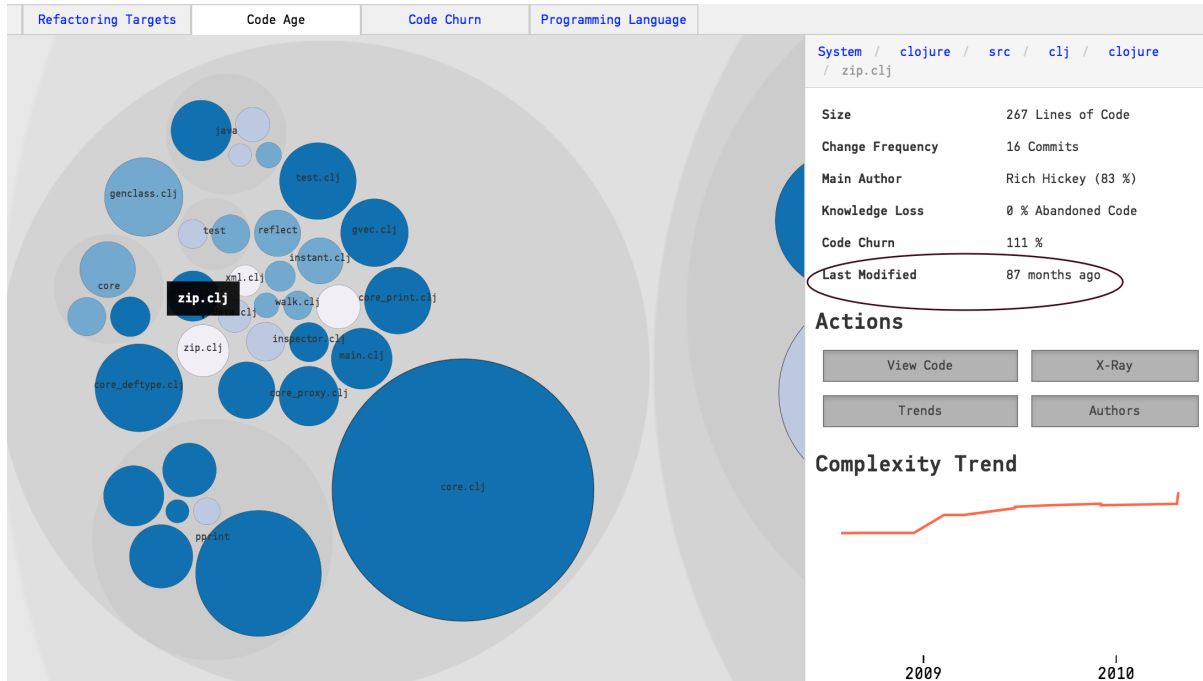 Refactoring Targets
Code Age
Code Churn
Programming Language
System / clojure / src / clj / clojure
/ zip.clj
Size 267 Lines of Code
Change Frequency 16 Commits
Main Author Rich Hickey (83 %)
Knowledge Loss 0 % Abandoned Code
Code Churn 111 %
Last Modified 87 months ago
Actions
View Code
X-Ray
Trends
Authors
Complexity Trend
2009
2010
java
test.clj
genclass.clj
test
reflect
gvec.clj
instant.clj
xml.clj
core
zip.clj
walk.clj
core_print.clj
zip.clj
inspector.clj
main.clj
core_deftype.clj
core_proxy.clj
core.clj
pprint